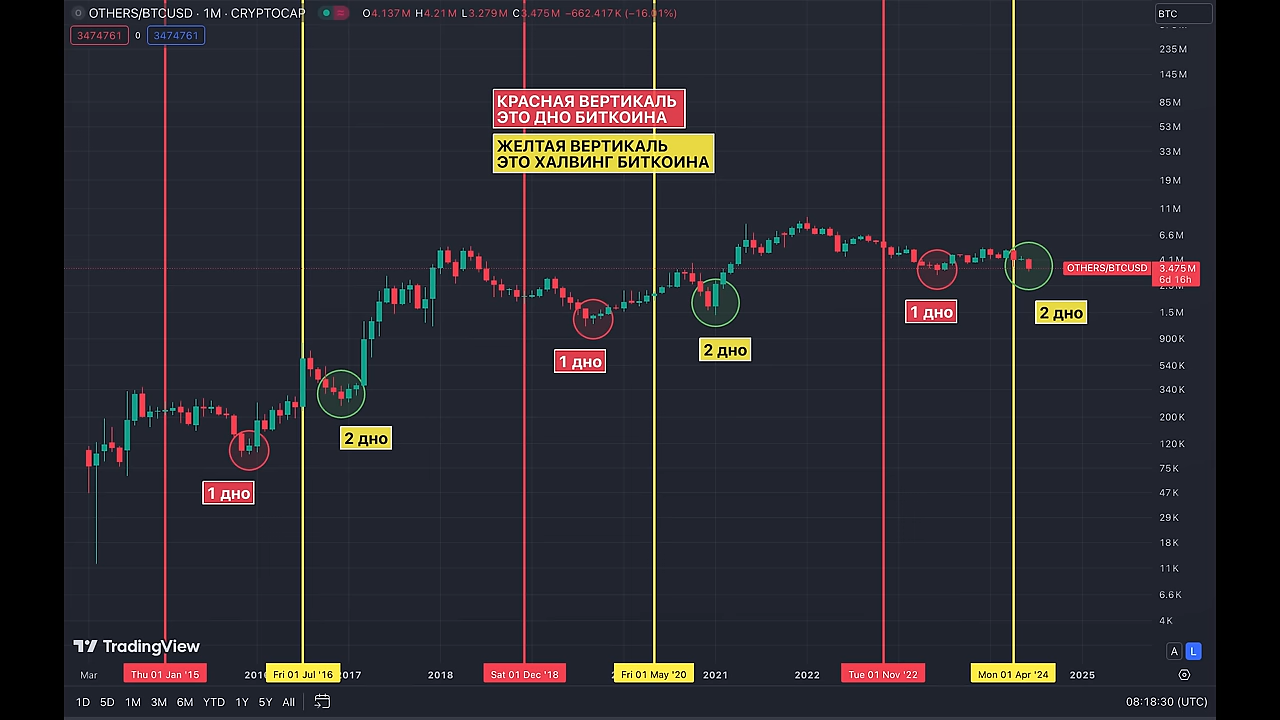 OTHERS/BTCUSD · 1M · CRYPTOCAP O4.137M H4.21M L3.279M C3.475M −662.417K (−16.01%)
BTC
3474761 0 3474761
235M
145M
КРАСНАЯ ВЕРТИКАЛЬ
ЭТО ДНО БИТКОИНА
85M
53M
ЖЕЛТАЯ ВЕРТИКАЛЬ
ЭТО ХАЛВИНГ БИТКОИНА
33M
19M
11M
6.6M
4.1M
OTHERS/BTCUSD 3.475M
6d 16h
1 дно
2 дно
1.5M
900K
2 дно
1 дно
540K
340K
200K
2 дно
120K
75K
1 дно
47K
29K
18K
11K
6.6K
4K
TradingView
A L
Mar Thu 01 Jan '15 2016 Fri 01 Jul '16 2017 2018 Sat 01 Dec '18 Fri 01 May '20 2021 2022 Tue 01 Nov '22 Mon 01 Apr '24 2025
1D 5D 1M 3M 6M YTD 1Y 5Y All 08:18:30 (UTC)